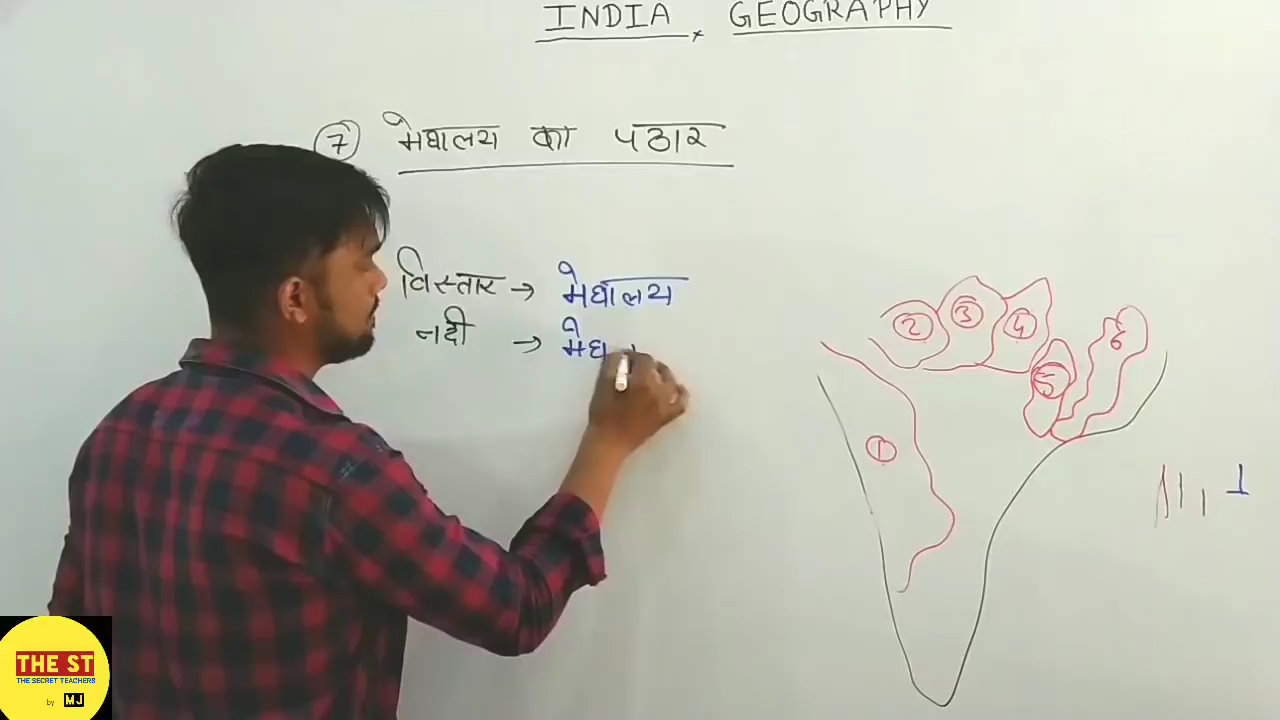 INDIA GEOGRAPHY
7 मेघालय का पठार
विस्तार → मेघालय
नदी → मेघ
2 3 4
5 6
1
1
THE ST
THE SECRET TEACHERS
by MJ